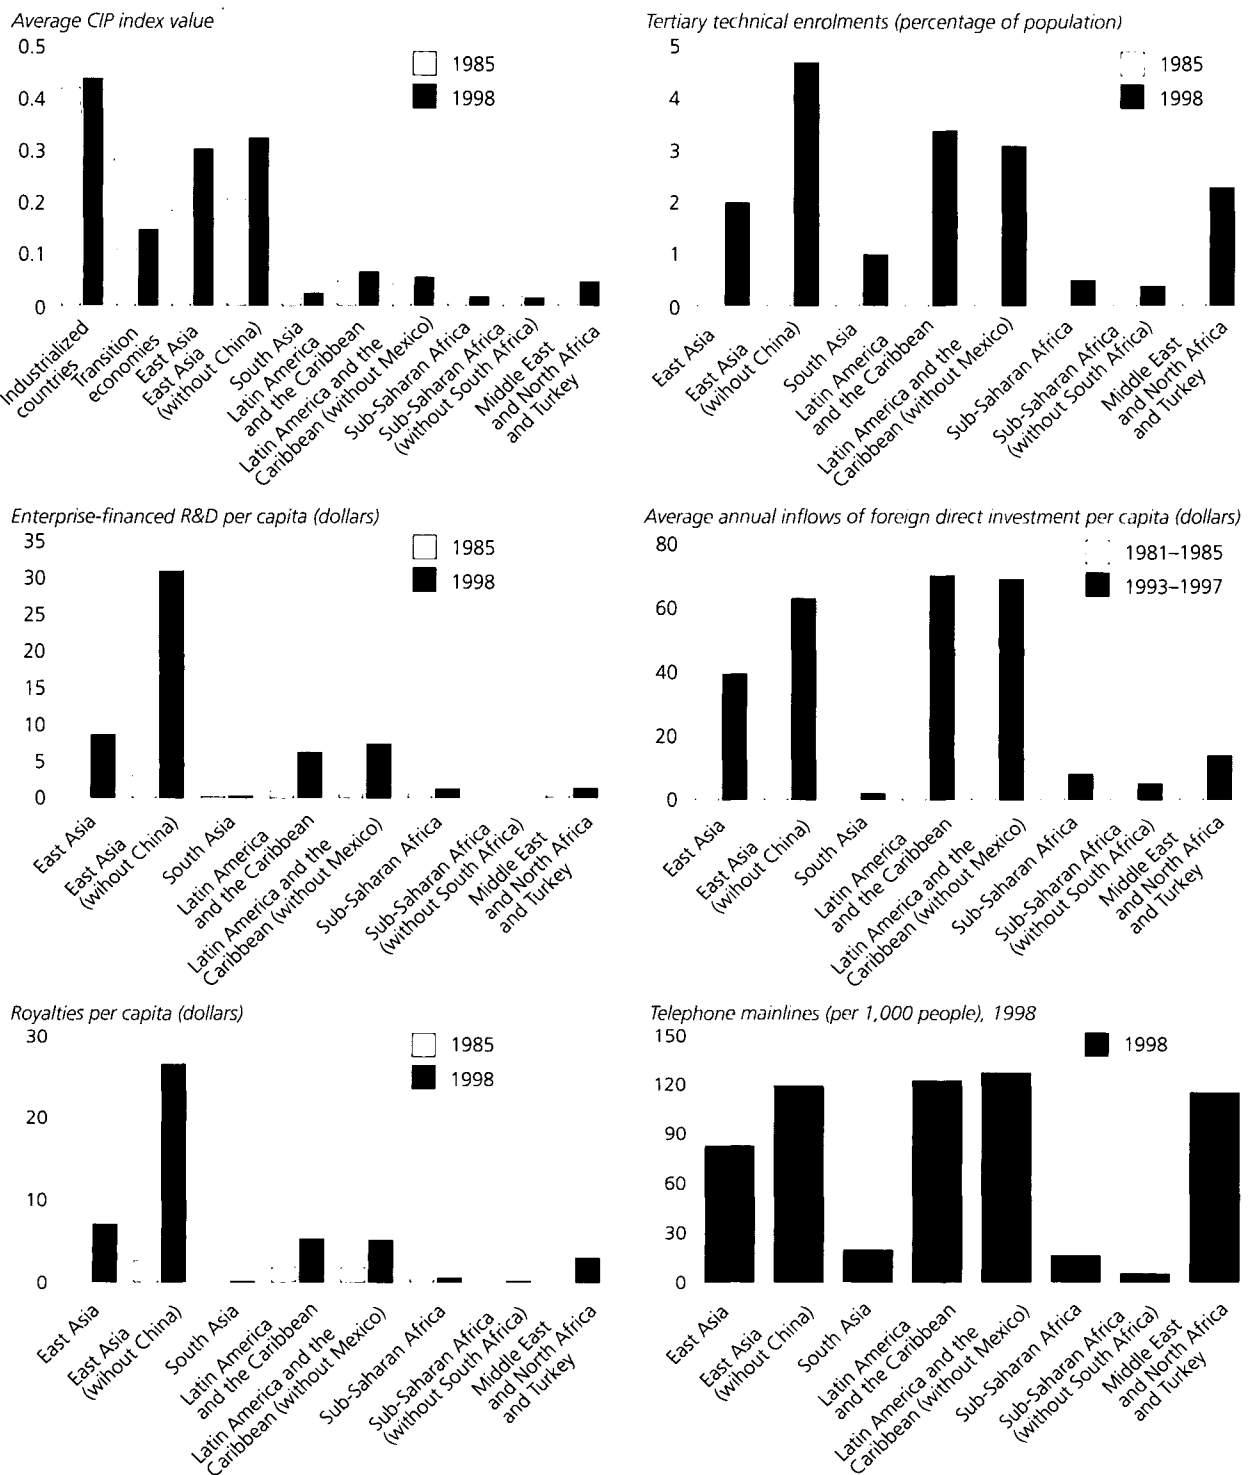 Average CIP index value
0.5
0.4
0.3
0.2
0.1
0
1985
1998
Industrialized
countries
Transition
economies
East Asia
East Asia
(without China)
South Asia
Latin America
and the Caribbean
Latin America and the
Caribbean (without Mexico)
Sub-Saharan Africa
Sub-Saharan Africa
(without South Africa)
Middle East
and North Africa
and Turkey
Tertiary technical enrolments (percentage of population)
5
4
3
2
1
0
1985
1998
East Asia
East Asia
(wihout China)
South Asia
Latin America
and the Caribbean
Latin America and the
Caribbean (without Mexico)
Sub-Saharan Africa
Sub-Saharan Africa
(without South Africa)
Middle East
and North Africa
and Turkey
Enterprise-financed R&D per capita (dollars)
35
30
25
20
15
10
5
0
1985
1998
East Asia
East Asia
(wihout China)
South Asia
Latin America
and the Caribbean
Latin America and the
Caribbean (without Mexico)
Sub-Saharan Africa
Sub-Saharan Africa
(without South Africa)
Middle East
and North Africa
and Turkey
Average annual inflows of foreign direct investment per capita (dollars)
80
60
40
20
0
1981–1985
1993–1997
East Asia
East Asia
(wihout China)
South Asia
Latin America
and the Caribbean
Latin America and the
Caribbean (without Mexico)
Sub-Saharan Africa
Sub-Saharan Africa
(without South Africa)
Middle East
and North Africa
and Turkey
Royalties per capita (dollars)
30
20
10
0
1985
1998
East Asia
East Asia
(wihout China)
South Asia
Latin America
and the Caribbean
Latin America and the
Caribbean (without Mexico)
Sub-Saharan Africa
Sub-Saharan Africa
(without South Africa)
Middle East
and North Africa
and Turkey
Telephone mainlines (per 1,000 people), 1998
150
120
90
60
30
0
1998
East Asia
East Asia
(wihout China)
South Asia
Latin America
and the Caribbean
Latin America and the
Caribbean (without Mexico)
Sub-Saharan Africa
Sub-Saharan Africa
(without South Africa)
Middle East
and North Africa
and Turkey